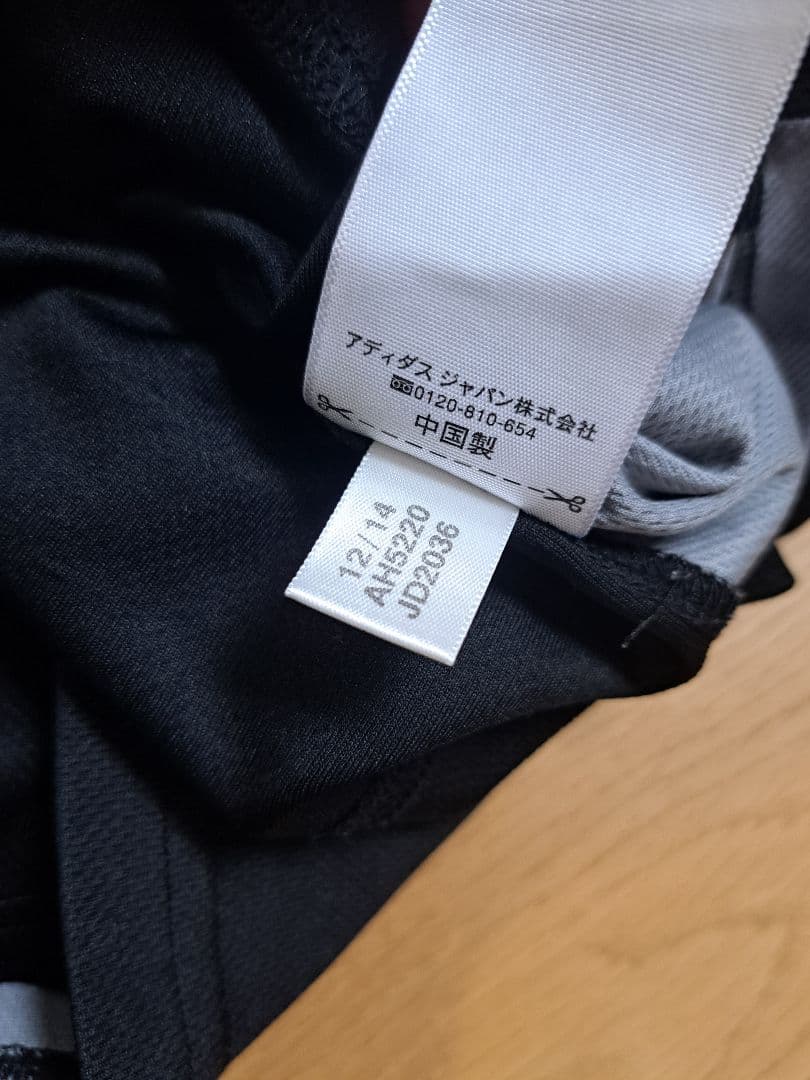 アディダス ジャパン株式会社
0120-810-654
中国製
12/14
AH5220
JD2036